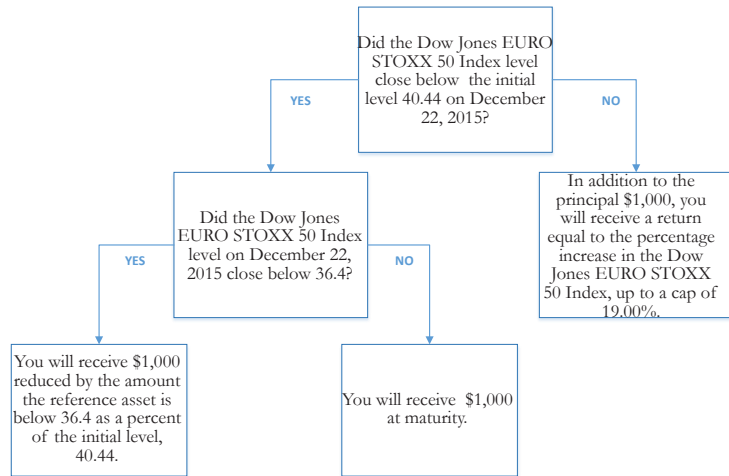 Did the Dow Jones EURO
STOXX 50 Index level
close below the initial
level 40.44 on December
22, 2015?
YES
NO
Did the Dow Jones
EURO STOXX 50 Index
level on December 22,
2015 close below 36.4?
In addition to the
principal $1,000, you
will receive a return
equal to the percentage
increase in the Dow
Jones EURO STOXX
50 Index, up to a cap of
19.00%.
YES
NO
You will receive $1,000
reduced by the amount
the reference asset is
below 36.4 as a percent
of the initial level,
40.44.
You will receive $1,000
at maturity.